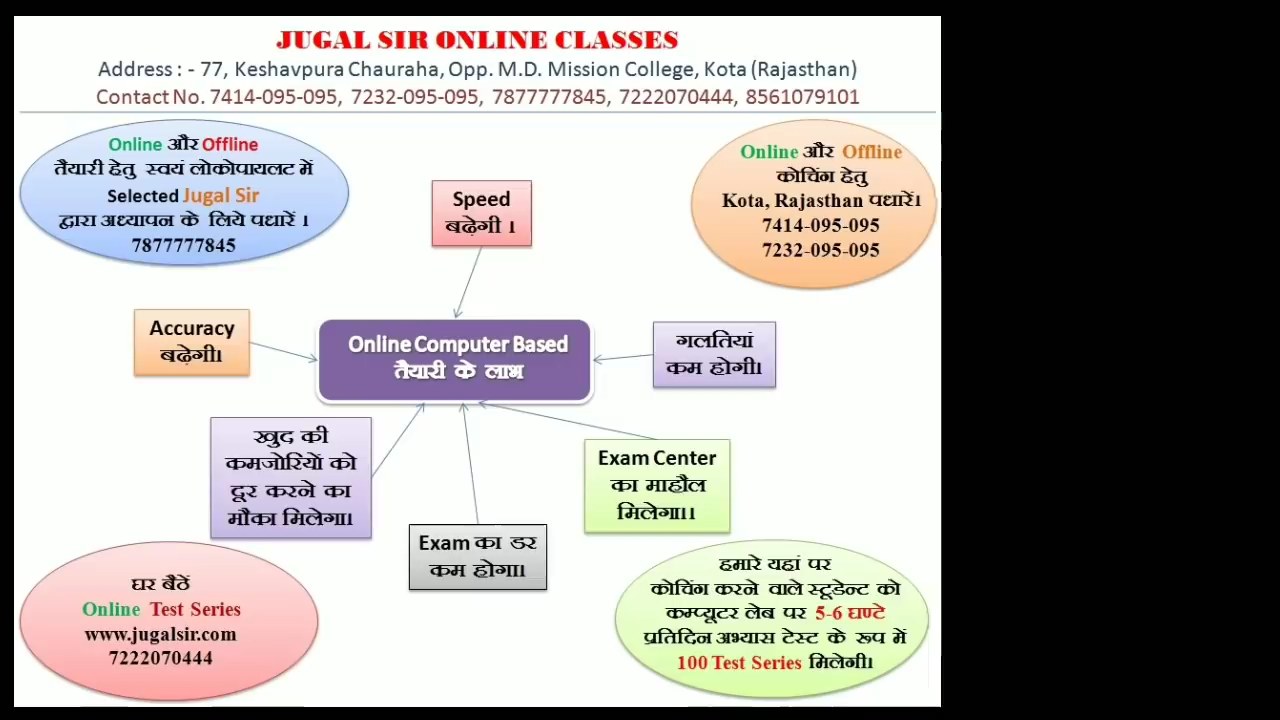 JUGAL SIR ONLINE CLASSES
Address : - 77, Keshavpura Chauraha, Opp. M.D. Mission College, Kota (Rajasthan)
Contact No. 7414-095-095, 7232-095-095, 7877777845, 7222070444, 8561079101
Online और Offline
तैयारी हेतु स्वयं लोकोपायलट में
Selected Jugal Sir
द्वारा अध्यापन के लिये पधारें ।
7877777845
Speed
बढ़ेगी ।
Online और Offline
कोचिंग हेतु
Kota, Rajasthan पधारें।
7414-095-095
7232-095-095
Accuracy
बढ़ेगी।
Online Computer Based
तैयारी के लाभ
गलतियां
कम होगी।
खुद की
कमजोरियों को
दूर करने का
मौका मिलेगा।
Exam का डर
कम होगा।
Exam Center
का माहौल
मिलेगा।।
घर बैठें
Online Test Series
www.jugalsir.com
7222070444
हमारे यहां पर
कोचिंग करने वाले स्टूडेन्ट को
कम्प्यूटर लेब पर 5-6 घण्टे
प्रतिदिन अभ्यास टेस्ट के रूप में
100 Test Series मिलेगी।